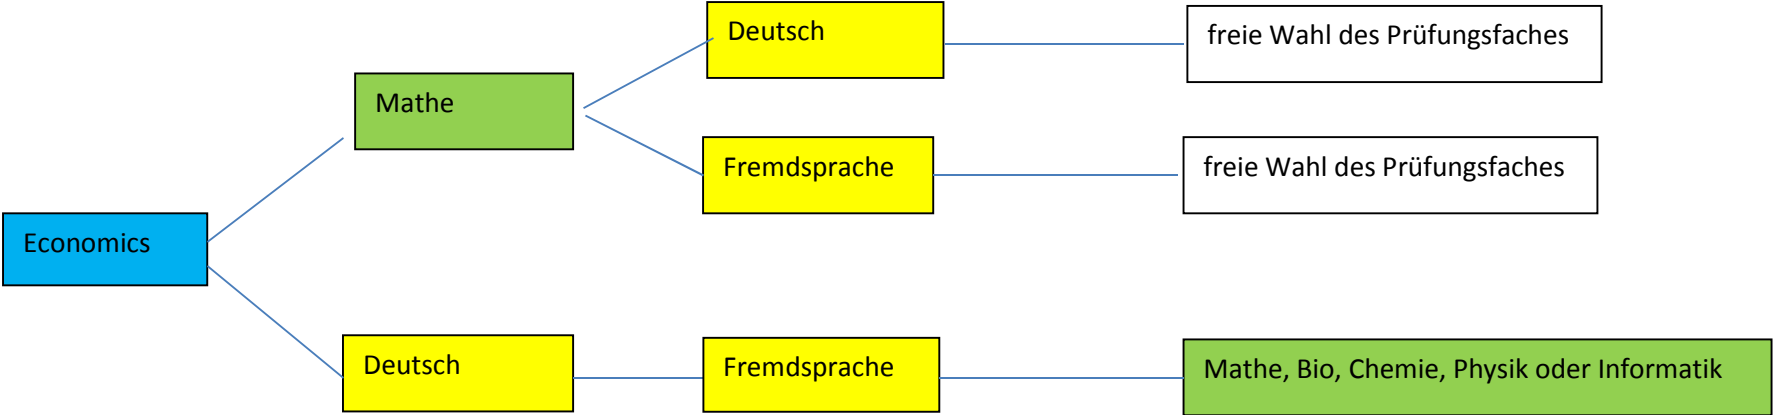 Deutsch
freie Wahl des Prüfungsfaches
Mathe
Fremdsprache
freie Wahl des Prüfungsfaches
Economics
Deutsch
Fremdsprache
Mathe, Bio, Chemie, Physik oder Informatik